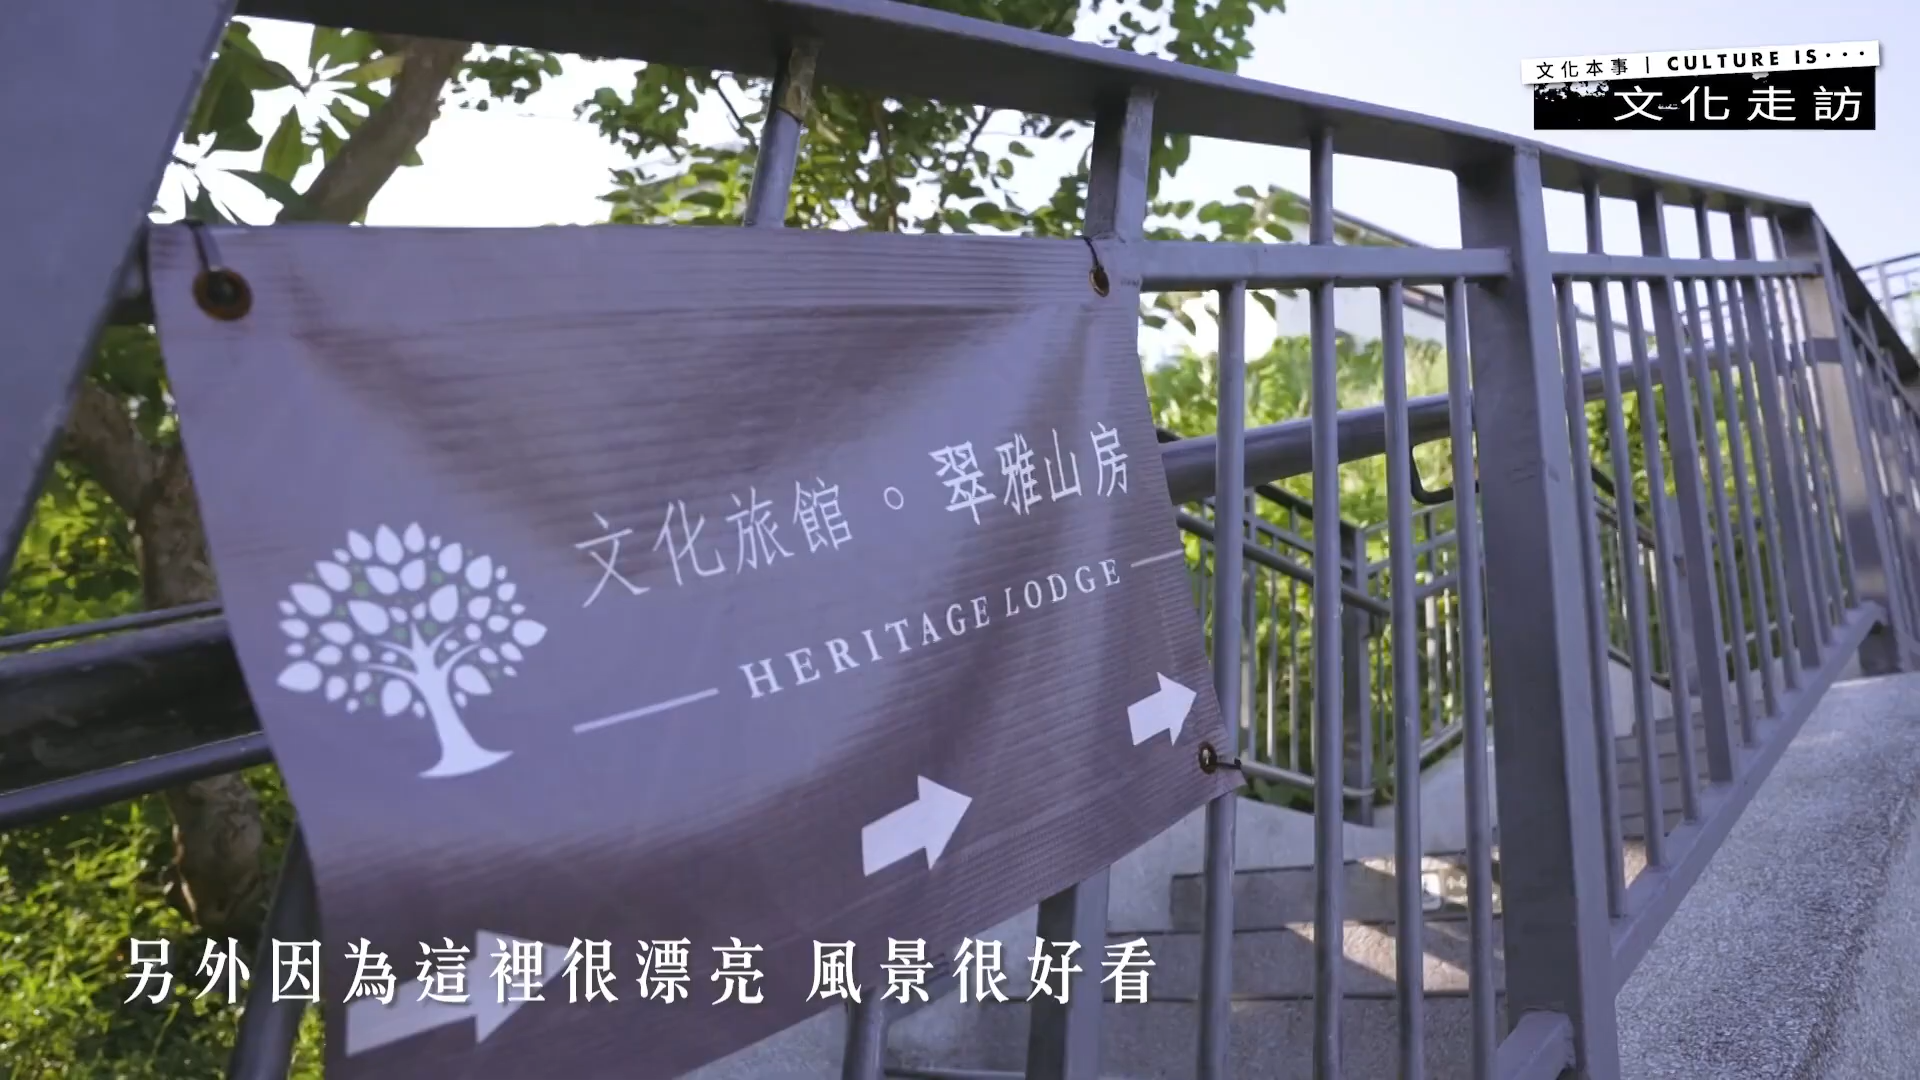 文化本事 | CULTURE IS···
文化走訪
文化旅館。翠雅山房
HERITAGE LODGE
另外因為這裡很漂亮 風景很好看